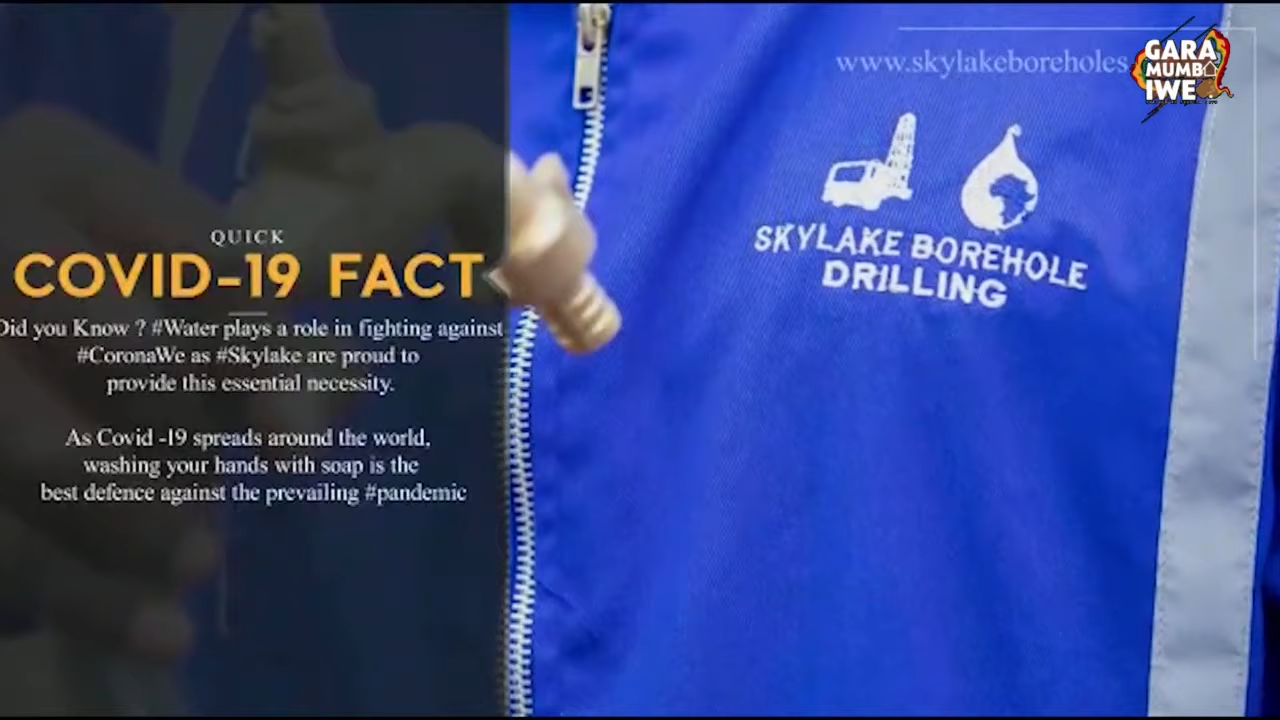 www.skylakeboreholes.
GARA
MUMB
IWE
SKYLAKE BOREHOLE
DRILLING
QUICK
COVID-19 FACT
Did you Know ? #Water plays a role in fighting against
#CoronaWe as #Skylake are proud to
provide this essential necessity.
As Covid -19 spreads around the world,
washing your hands with soap is the
best defence against the prevailing #pandemic